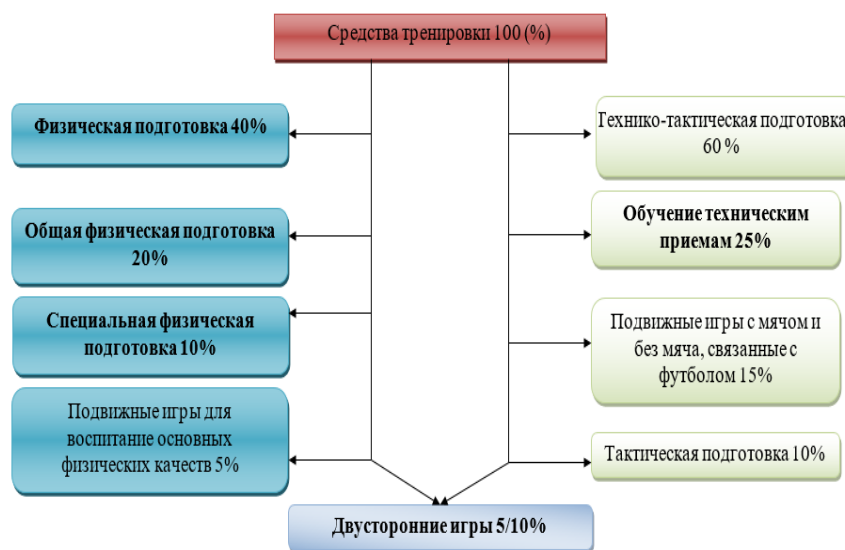 Средства тренировки 100 (%)
Физическая подготовка 40%
Общая физическая подготовка
20%
Специальная физическая
подготовка 10%
Подвижные игры для
воспитание основных
физических качеств 5%
Технико-тактическая подготовка
60 %
Обучение техническим
приемам 25%
Подвижные игры с мячом и
без мяча, связанные с
футболом 15%
Тактическая подготовка 10%
Двусторонние игры 5/10%